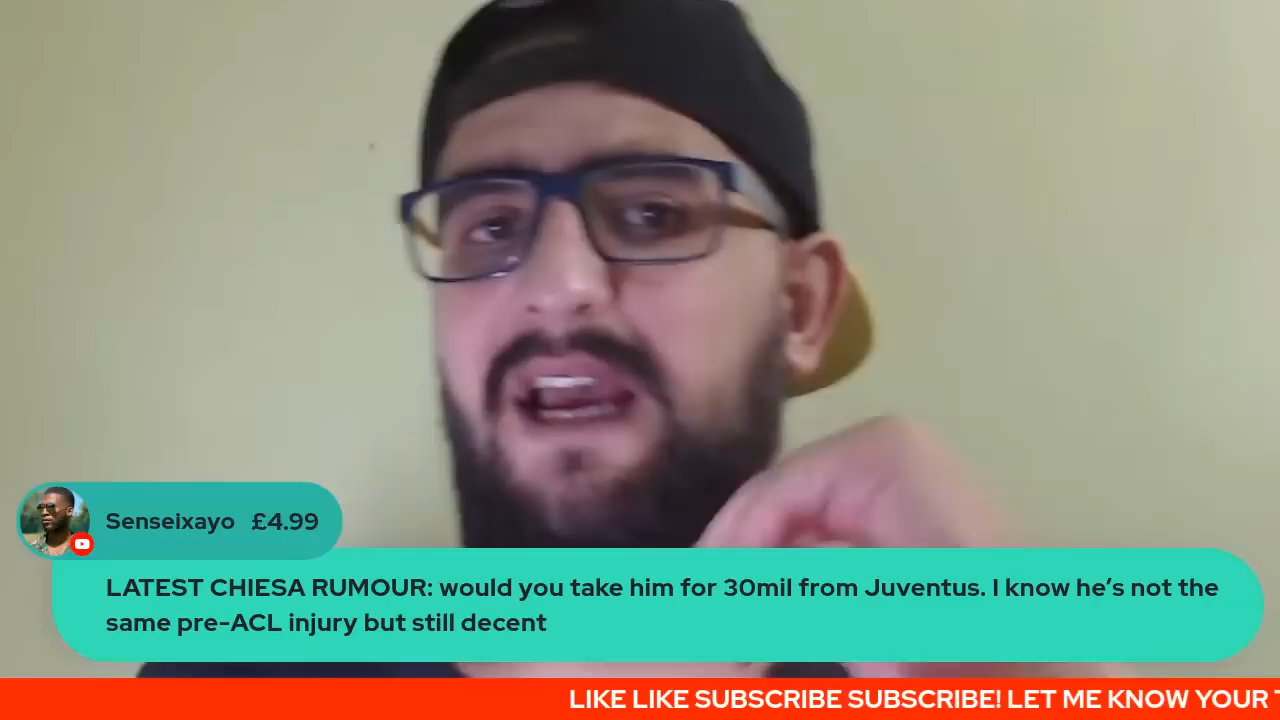 Senseixayo £4.99
LATEST CHIESA RUMOUR: would you take him for 30mil from Juventus. I know he’s not the
same pre-ACL injury but still decent
LIKE LIKE SUBSCRIBE SUBSCRIBE! LET ME KNOW YOUR